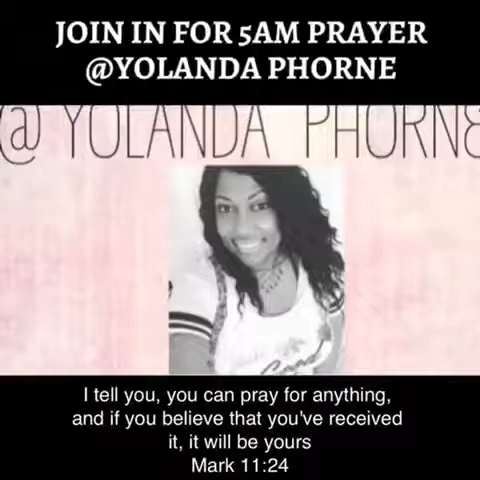 JOIN IN FOR 5AM PRAYER
@YOLANDA PHORNE
@ YOLANDA PHORNE
I tell you, you can pray for anything,
and if you believe that you've received
it, it will be yours
Mark 11:24